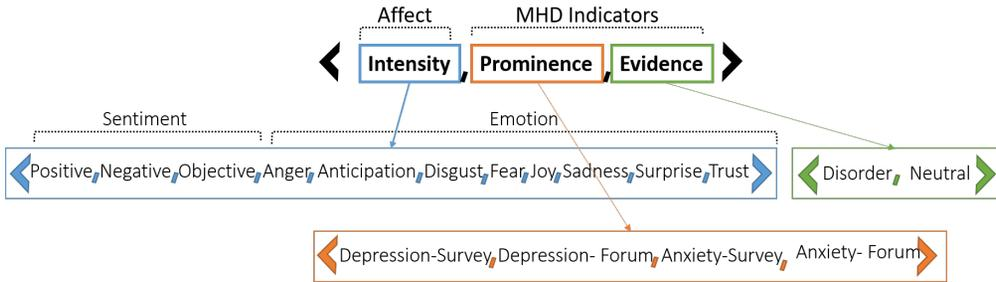 Affect MHD Indicators
Intensity, Prominence, Evidence
Sentiment Emotion
Positive, Negative, Objective, Anger, Anticipation, Disgust, Fear, Joy, Sadness, Surprise, Trust
Disorder, Neutral
Depression-Survey, Depression- Forum, Anxiety-Survey, Anxiety- Forum